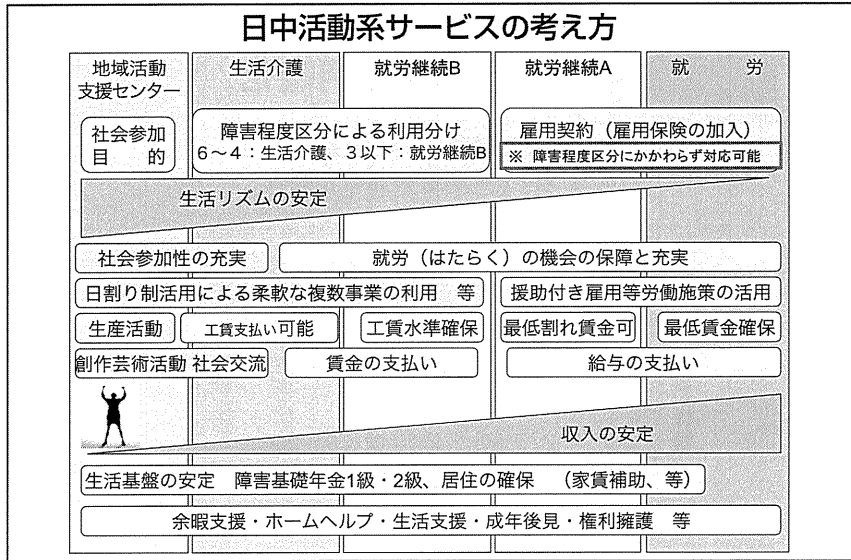 日中活動系サービスの考え方
地域活動
支援センター
生活介護
就労継続B
就労継続A
就　　労
社会参加
目　　的
障害程度区分による利用分け
6～4：生活介護、3以下：就労継続B
雇用契約（雇用保険の加入）
※ 障害程度区分にかかわらず対応可能
生活リズムの安定
社会参加性の充実
就労（はたらく）の機会の保障と充実
日割り制活用による柔軟な複数事業の利用　等
援助付き雇用等労働施策の活用
生産活動
工賃支払い可能
工賃水準確保
最低割れ賃金可
最低賃金確保
創作芸術活動 社会交流
賃金の支払い
給与の支払い
収入の安定
生活基盤の安定　障害基礎年金1級・2級、居住の確保　（家賃補助、等）
余暇支援・ホームヘルプ・生活支援・成年後見・権利擁護　等